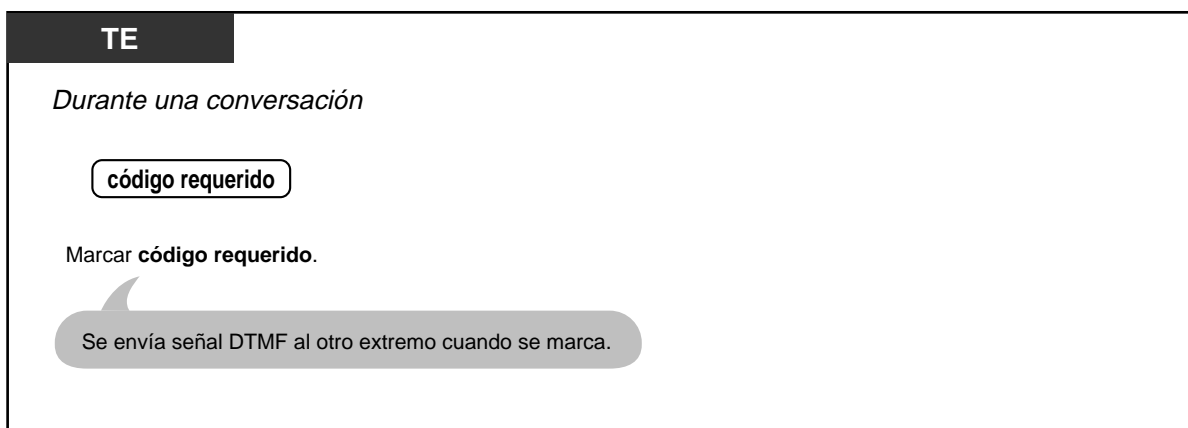 TE
Durante una conversación
código requerido
Marcar código requerido.
Se envía señal DTMF al otro extremo cuando se marca.